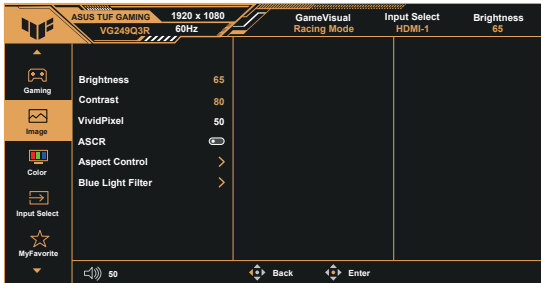 ASUS TUF GAMING 1920 x 1080
VG249Q3R 60Hz
GameVisual
Racing Mode
Input Select
HDMI-1
Brightness
65
Gaming
Image
Color
Input Select
MyFavorite
Brightness 65
Contrast 80
VividPixel 50
ASCR
Aspect Control
Blue Light Filter
50
Back
Enter